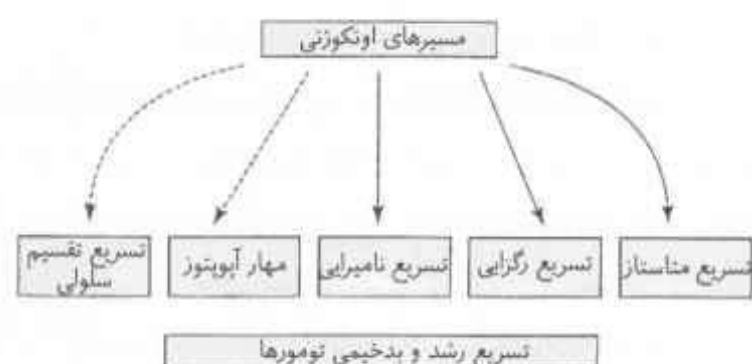 مسیرهای اونکوژنی
تسریع متاستاز
تسریع رگزایی
تسریع نامیرایی
مهار آپوپتوز
تسریع تقسیم
سلولی
تسریع رشد و بدخیمی تومورها